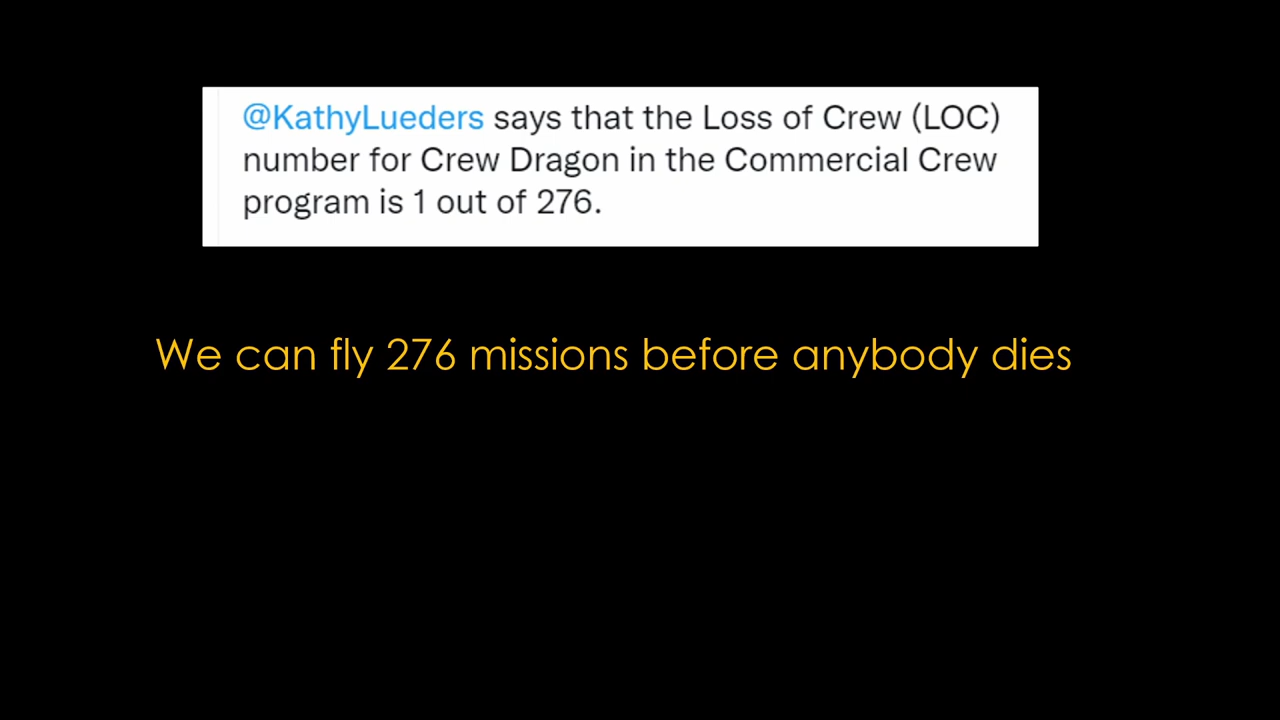 @KathyLueders says that the Loss of Crew (LOC)
number for Crew Dragon in the Commercial Crew
program is 1 out of 276.
We can fly 276 missions before anybody dies